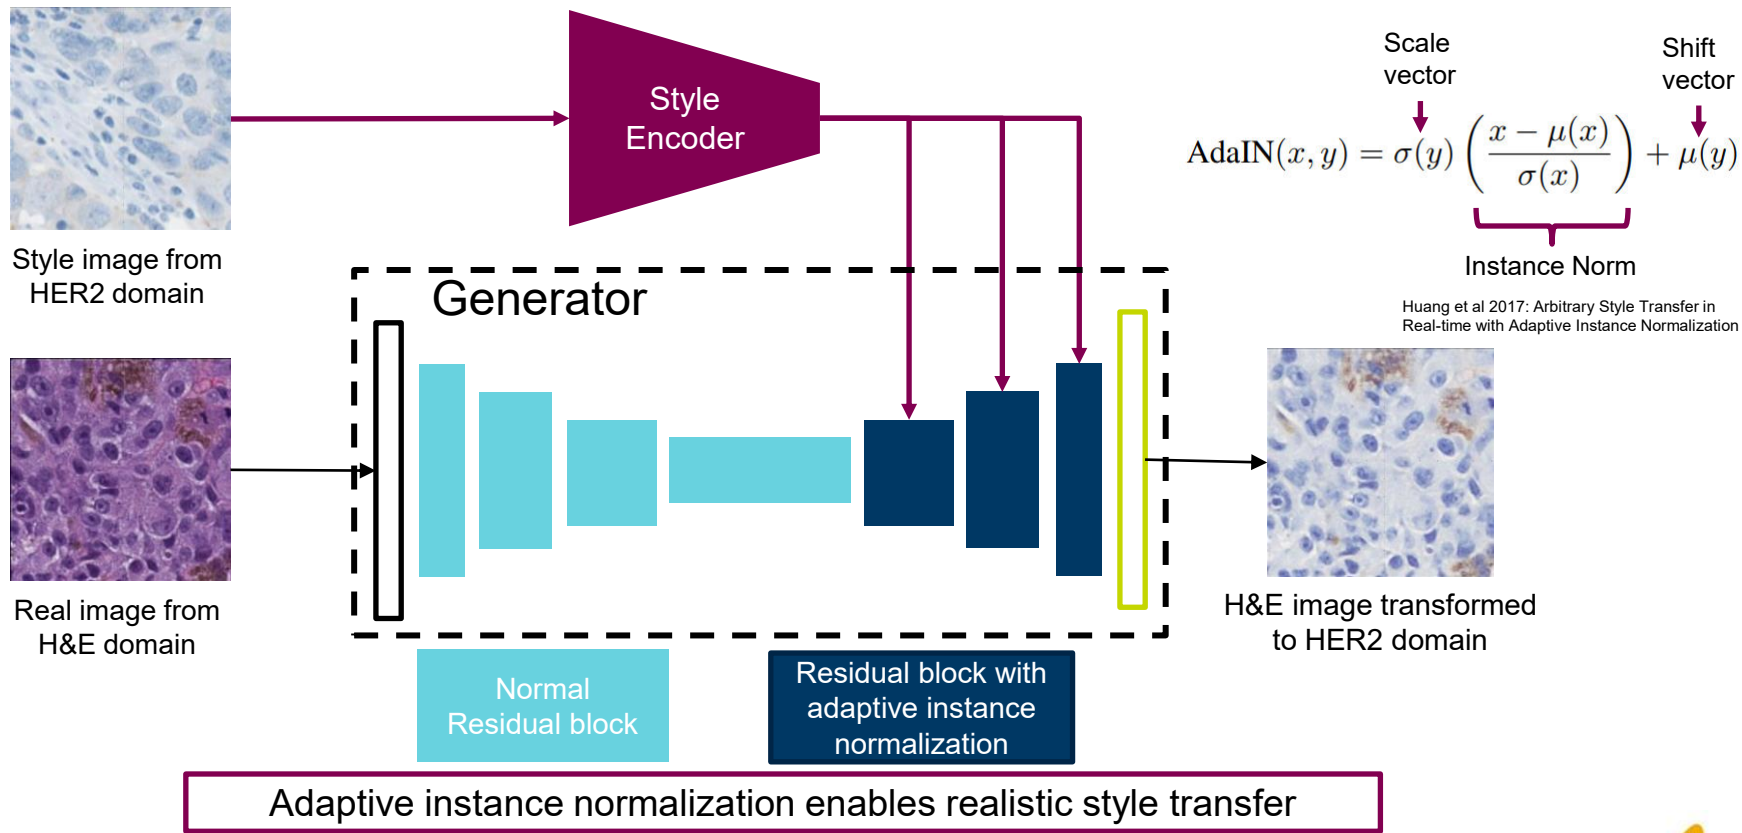 Style
Encoder
Scale
vector
Shift
vector
AdaIN(x, y) = σ(y) ( (x − μ(x)) / σ(x) ) + μ(y)
Instance Norm
Huang et al 2017: Arbitrary Style Transfer in
Real-time with Adaptive Instance Normalization
Style image from
HER2 domain
Generator
Real image from
H&E domain
H&E image transformed
to HER2 domain
Normal
Residual block
Residual block with
adaptive instance
normalization
Adaptive instance normalization enables realistic style transfer